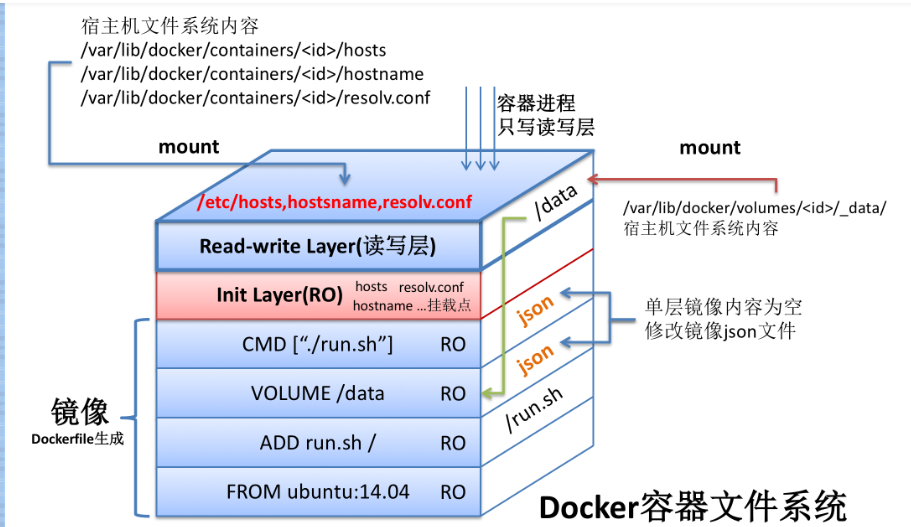 宿主机文件系统内容
/var/lib/docker/containers/<id>/hosts
/var/lib/docker/containers/<id>/hostname
/var/lib/docker/containers/<id>/resolv.conf
容器进程
只写读写层
mount
mount
/etc/hosts,hostsname,resolv.conf
/data
/var/lib/docker/volumes/<id>/_data/
宿主机文件系统内容
Read-write Layer(读写层)
Init Layer(RO)
hosts resolv.conf
hostname ...挂载点
json
json
单层镜像内容为空
修改镜像json文件
CMD [“./run.sh”] RO
VOLUME /data RO
/run.sh
镜像
Dockerfile生成
ADD run.sh / RO
FROM ubuntu:14.04 RO
Docker容器文件系统